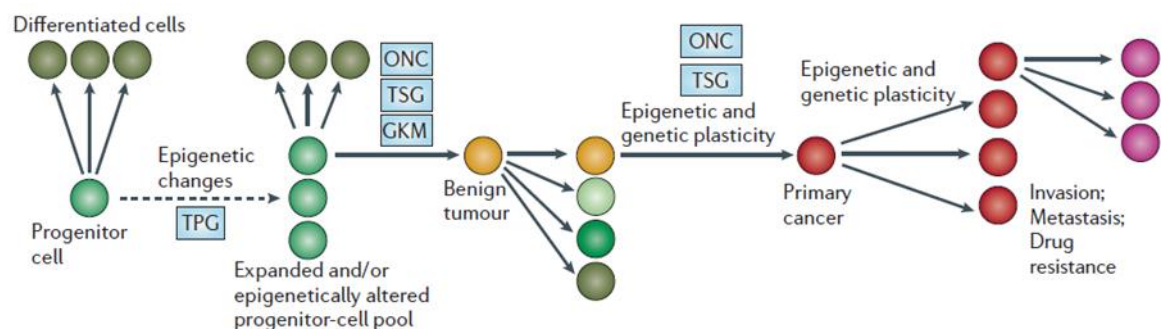 Differentiated cells
Progenitor
cell
Epigenetic
changes
TPG
Expanded and/or
epigenetically altered
progenitor-cell pool
ONC
TSG
GKM
Benign
tumour
ONC
TSG
Epigenetic and
genetic plasticity
Primary
cancer
Epigenetic and
genetic plasticity
Invasion;
Metastasis;
Drug
resistance